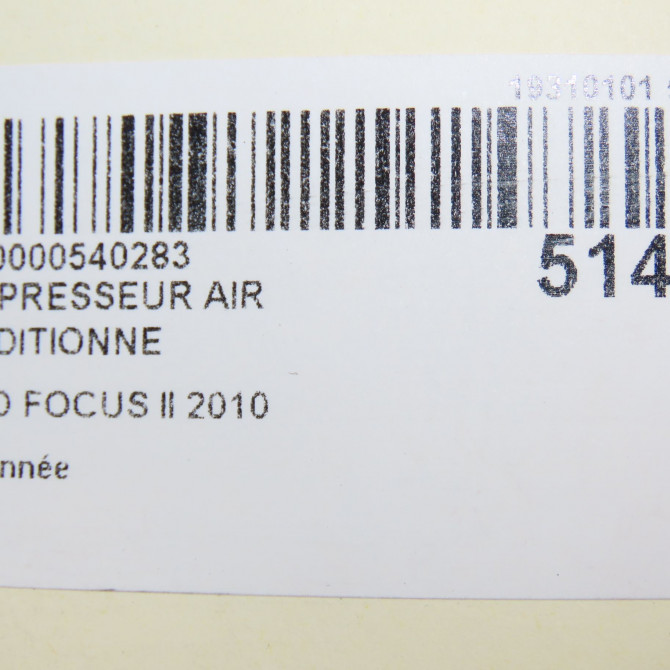 19310101
0000540283
514
PRESSEUR AIR
DITIONNE
FOCUS II 2010
nnée